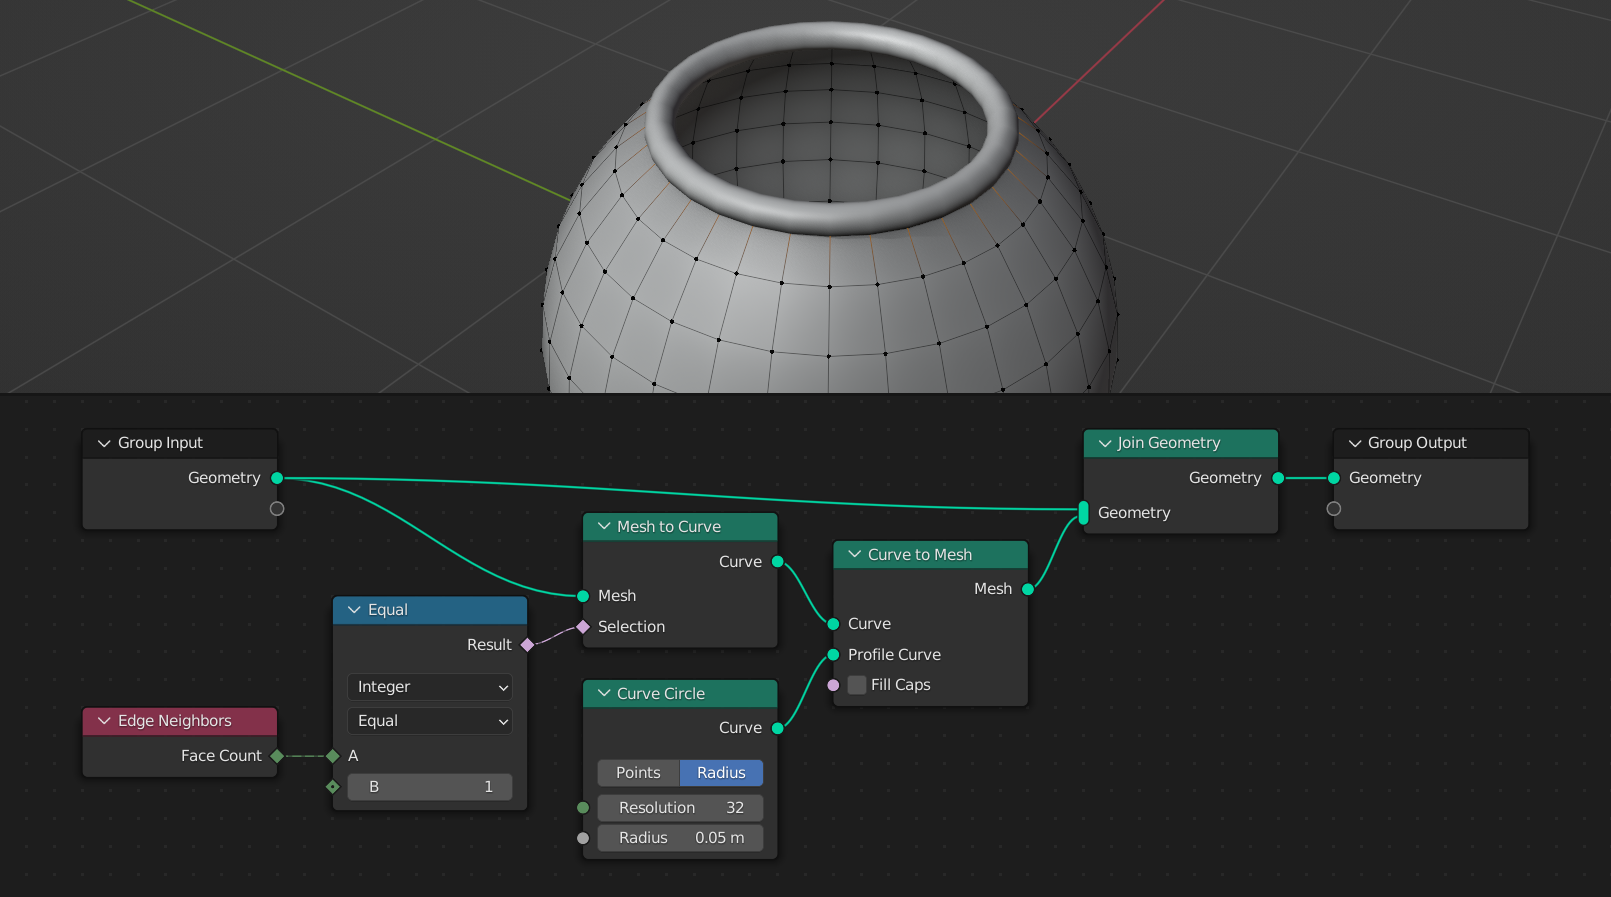 Group Input
Geometry
Edge Neighbors
Face Count
Equal
Result
Integer
Equal
A
B 1
Mesh to Curve
Curve
Mesh
Selection
Curve Circle
Curve
Points Radius
Resolution 32
Radius 0.05 m
Curve to Mesh
Mesh
Curve
Profile Curve
Fill Caps
Join Geometry
Geometry
Geometry
Group Output
Geometry